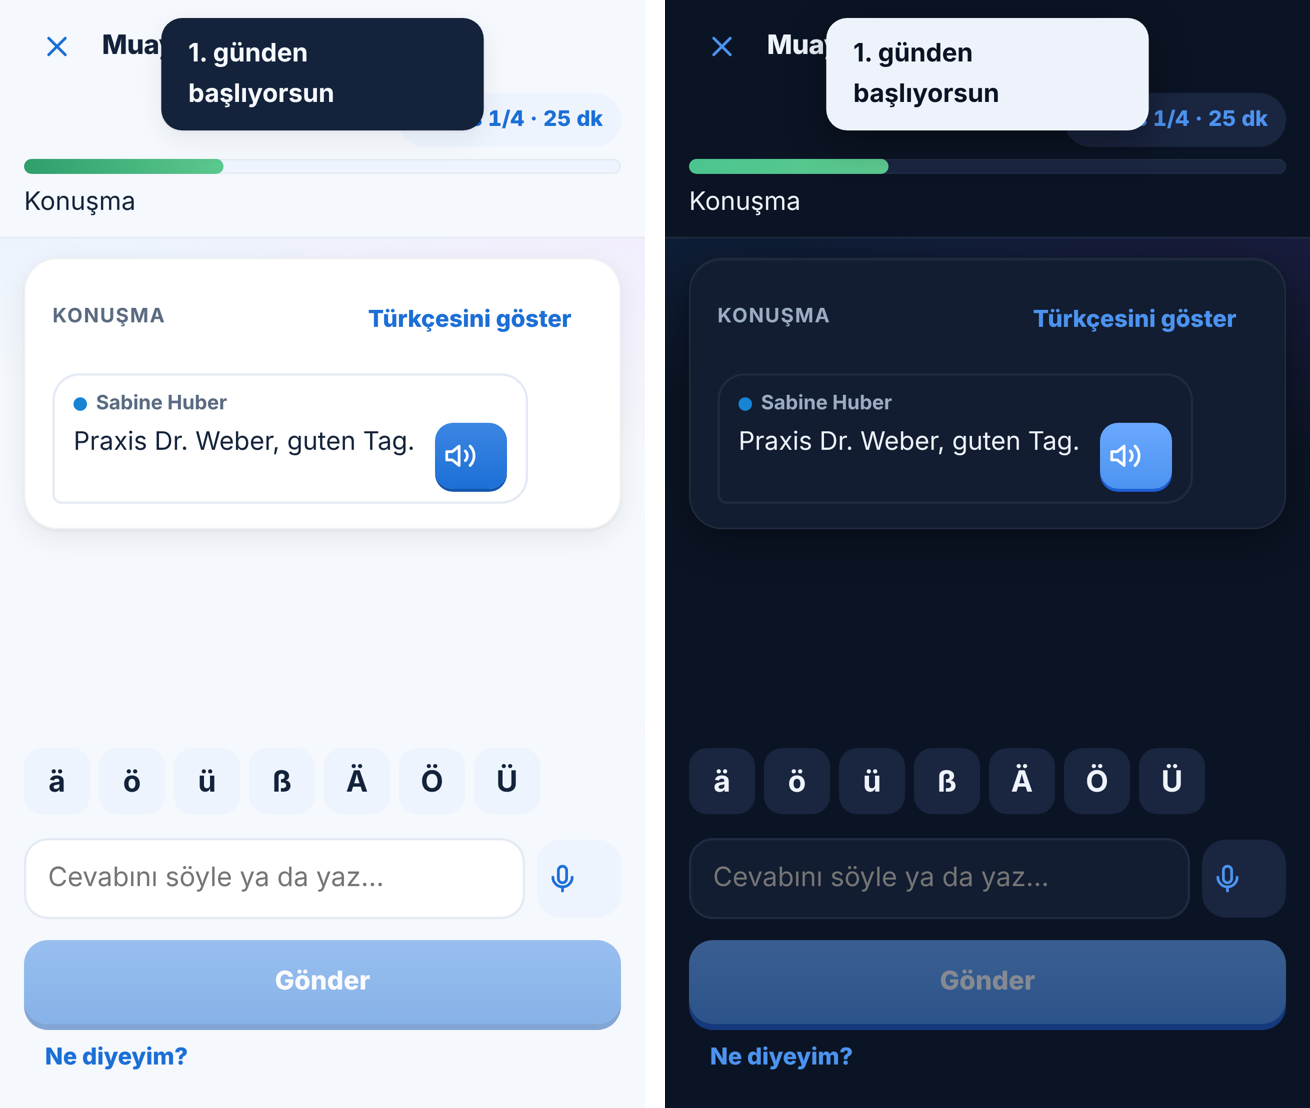 1. günden
başlıyorsun
1/4 · 25 dk
Konuşma
KONUŞMA
Türkçesini göster
Sabine Huber
Praxis Dr. Weber, guten Tag.
ä ö ü ß Ä Ö Ü
Cevabını söyle ya da yaz...
Gönder
Ne diyeyim?
1. günden
başlıyorsun
1/4 · 25 dk
Konuşma
KONUŞMA
Türkçesini göster
Sabine Huber
Praxis Dr. Weber, guten Tag.
ä ö ü ß Ä Ö Ü
Cevabını söyle ya da yaz...
Gönder
Ne diyeyim?